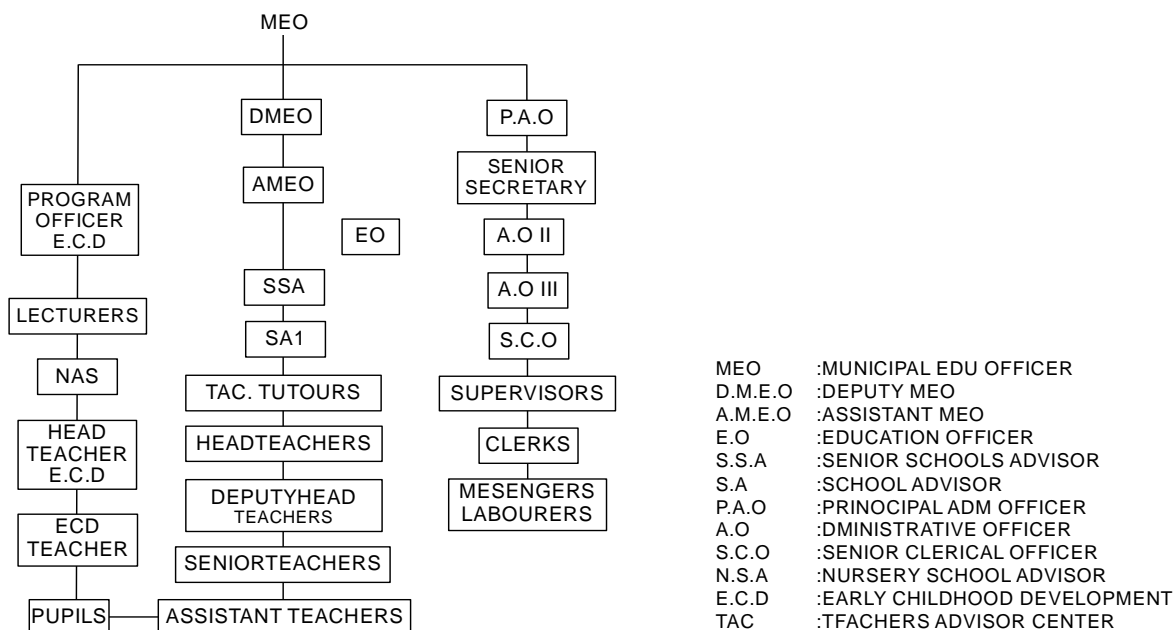 MEO
DMEO
P.A.O
PROGRAM
OFFICER
E.C.D
AMEO
SENIOR
SECRETARY
EO
A.O II
LECTURERS
SSA
A.O III
SA1
S.C.O
NAS
TAC. TUTOURS
SUPERVISORS
HEAD
TEACHER
E.C.D
HEADTEACHERS
CLERKS
DEPUTYHEAD
TEACHERS
MESENGERS
LABOURERS
ECD
TEACHER
SENIORTEACHERS
PUPILS
ASSISTANT TEACHERS
MEO :MUNICIPAL EDU OFFICER
D.M.E.O :DEPUTY MEO
A.M.E.O :ASSISTANT MEO
E.O :EDUCATION OFFICER
S.S.A :SENIOR SCHOOLS ADVISOR
S.A :SCHOOL ADVISOR
P.A.O :PRINOCIPAL ADM OFFICER
A.O :DMINISTRATIVE OFFICER
S.C.O :SENIOR CLERICAL OFFICER
N.S.A :NURSERY SCHOOL ADVISOR
E.C.D :EARLY CHILDHOOD DEVELOPMENT
TAC :TFACHERS ADVISOR CENTER